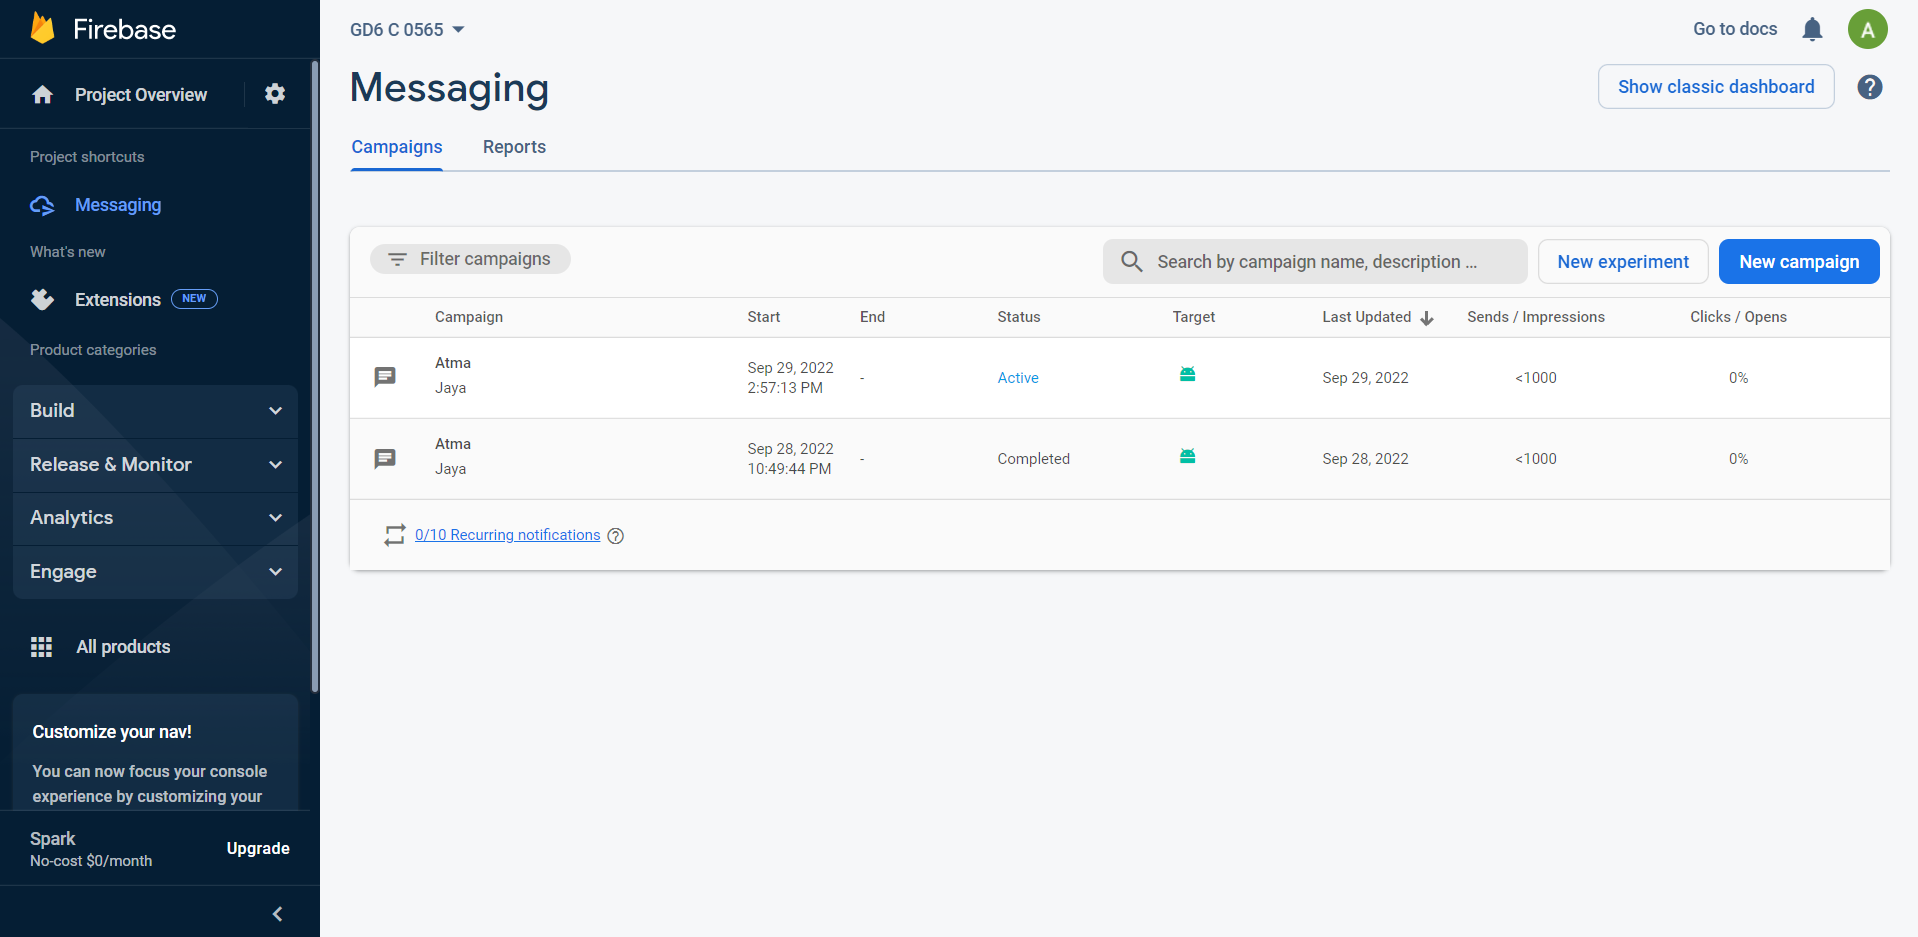 Firebase
Project Overview
Project shortcuts
Messaging
What's new
Extensions NEW
Product categories
Build
Release & Monitor
Analytics
Engage
All products
Customize your nav!
You can now focus your console
experience by customizing your
Spark
No-cost $0/month
Upgrade
GD6 C 0565
Go to docs
A
Messaging
Show classic dashboard
?
Campaigns Reports
Filter campaigns
Search by campaign name, description ...
New experiment
New campaign
Campaign Start End Status Target Last Updated Sends / Impressions Clicks / Opens
Atma
Jaya
Sep 29, 2022
2:57:13 PM
-
Active
Sep 29, 2022
<1000
0%
Atma
Jaya
Sep 28, 2022
10:49:44 PM
-
Completed
Sep 28, 2022
<1000
0%
0/10 Recurring notifications ?